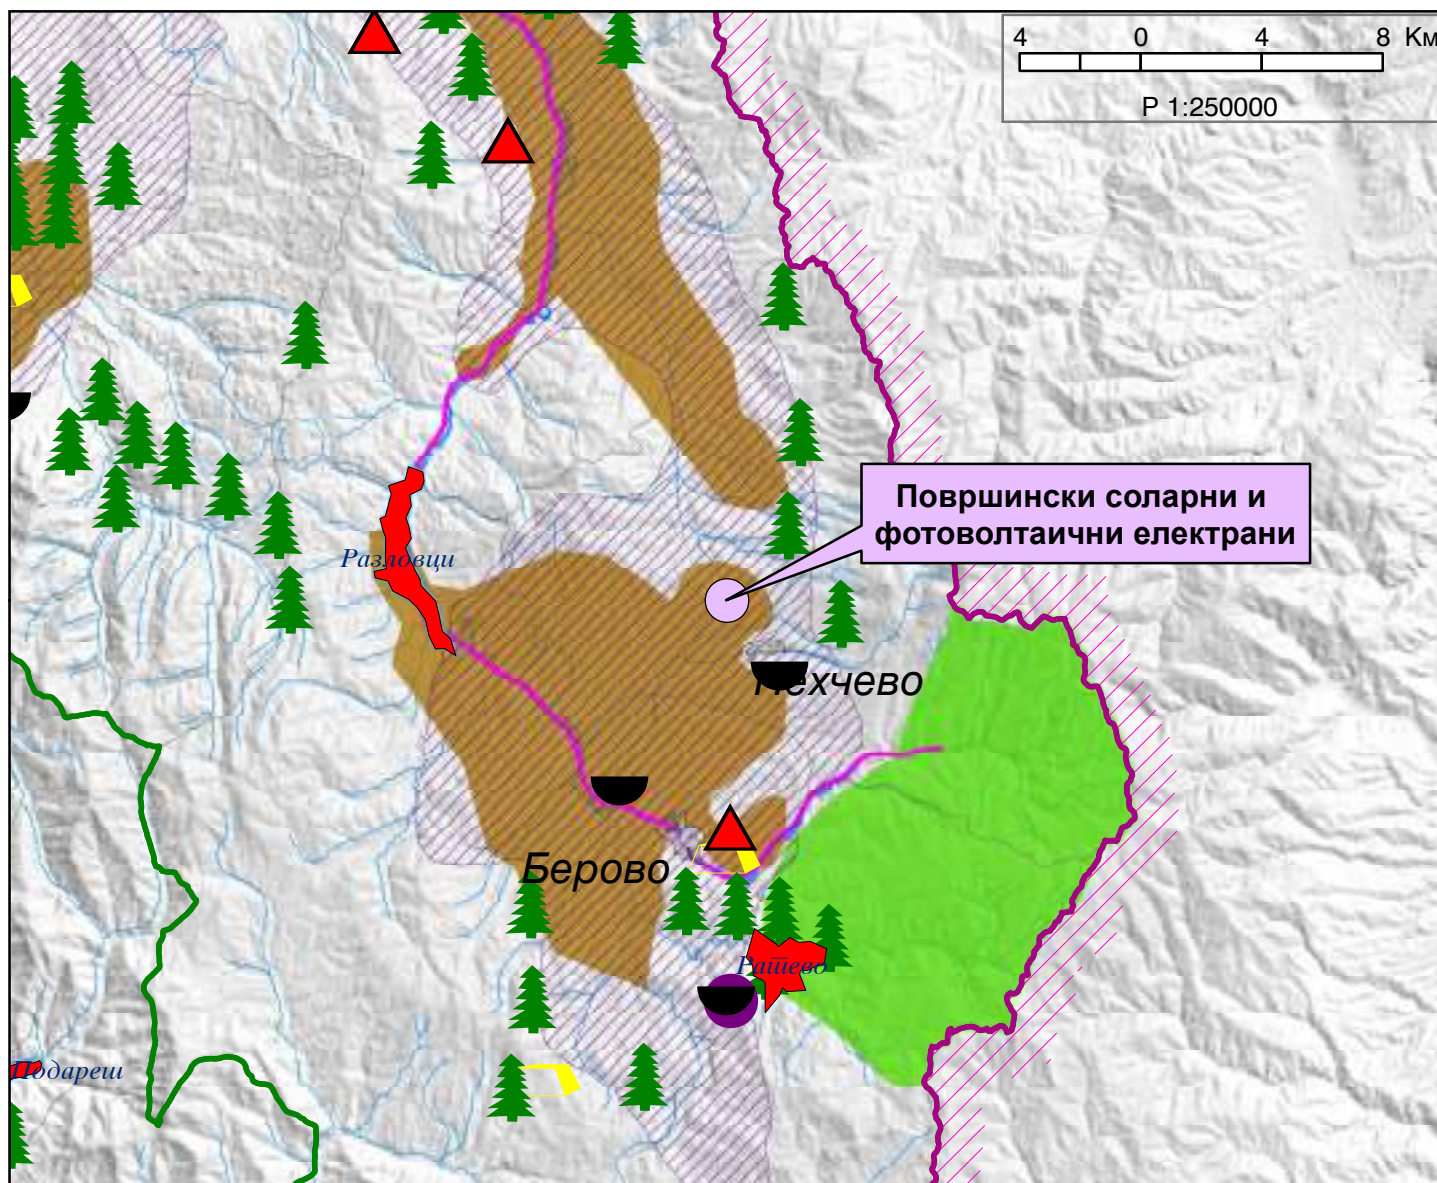 4 0 4 8 Км
Р 1:250000
Површински соларни и
фотоволтаични електрани
Разловци
Пехчево
Берово
Ратево
Подареш